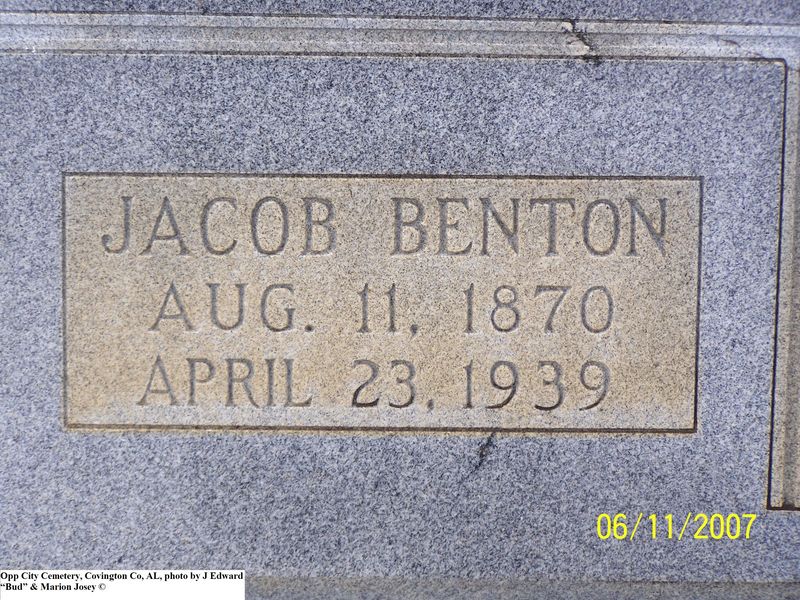 JACOB BENTON
AUG. 11, 1870
APRIL 23, 1939
06/11/2007
Opp City Cemetery, Covington Co, AL, photo by J Edward
“Bud” & Marion Josey ©